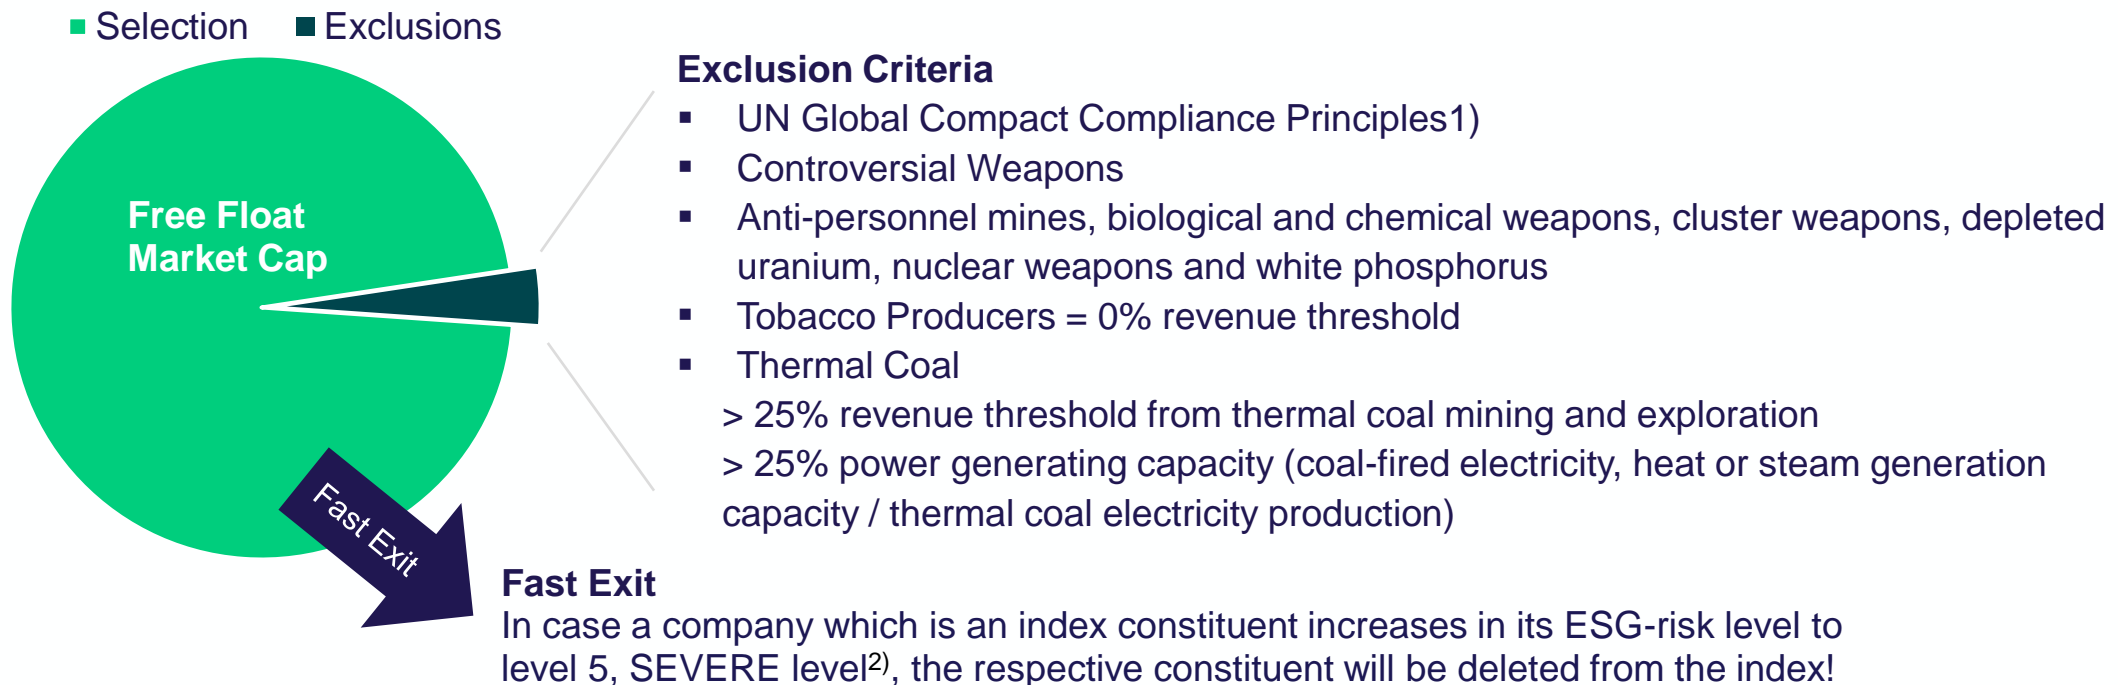 Selection Exclusions
Free Float
Market Cap
Exclusion Criteria
▪ UN Global Compact Compliance Principles1)
▪ Controversial Weapons
▪ Anti-personnel mines, biological and chemical weapons, cluster weapons, depleted
uranium, nuclear weapons and white phosphorus
▪ Tobacco Producers = 0% revenue threshold
▪ Thermal Coal
> 25% revenue threshold from thermal coal mining and exploration
> 25% power generating capacity (coal-fired electricity, heat or steam generation
capacity / thermal coal electricity production)
Fast Exit
Fast Exit
In case a company which is an index constituent increases in its ESG-risk level to
level 5, SEVERE level2), the respective constituent will be deleted from the index!